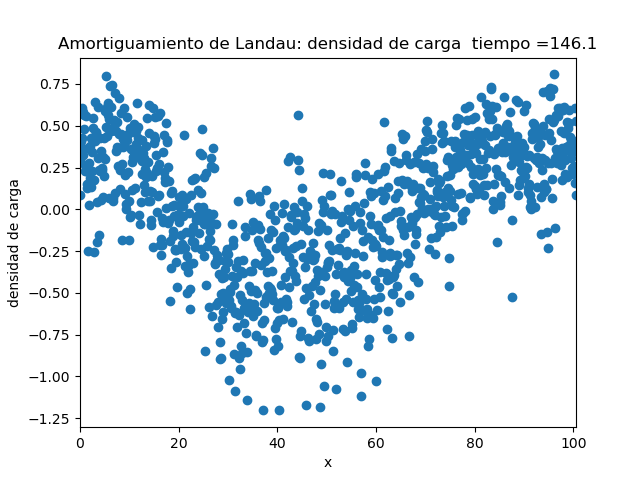 Amortiguamiento de Landau: densidad de carga  tiempo =146.1
densidad de carga
0.75
0.50
0.25
0.00
−0.25
−0.50
−0.75
−1.00
−1.25
0 20 40 60 80 100
x